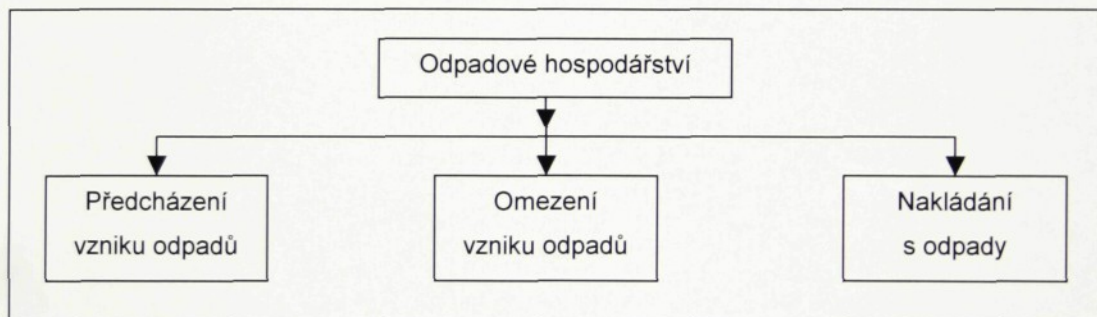 Odpadové hospodářství
Předcházení
vzniku odpadů
Omezení
vzniku odpadů
Nakládání
s odpady